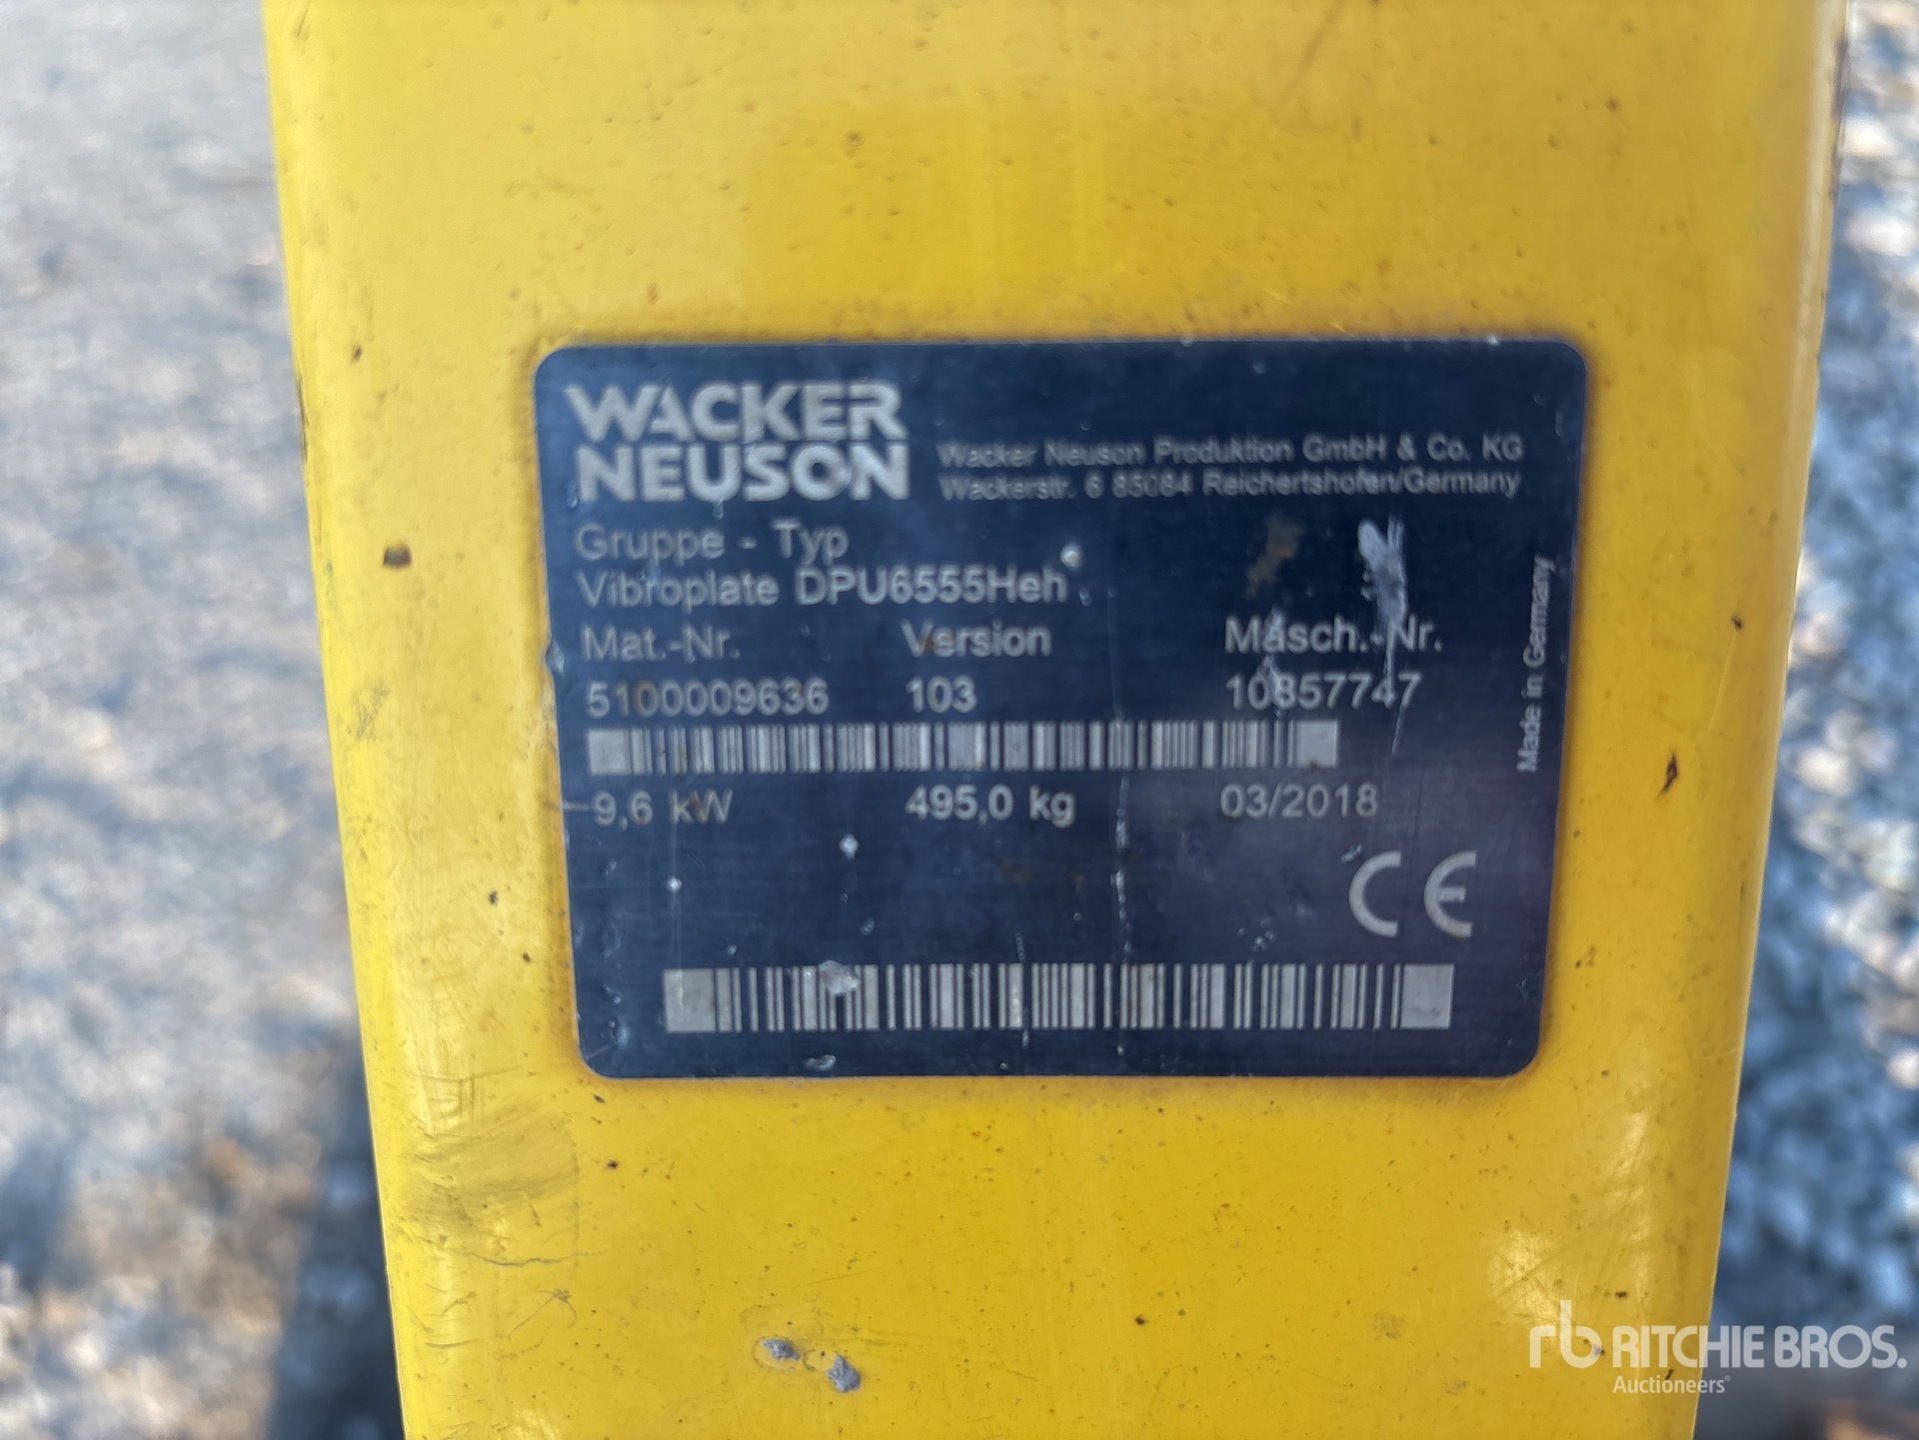 WACKER
NEUSON
Wacker Neuson Produktion GmbH & Co. KG
Wackerstr. 6 85084 Reichertshofen/Germany
Gruppe - Typ
Vibroplate DPU6555Heh
Mat.-Nr. Version Masch.-Nr.
5100009636 103 10857747
9,6 kW 495,0 kg 03/2018
Made in Germany
CE
rb RITCHIE BROS.
Auctioneers®